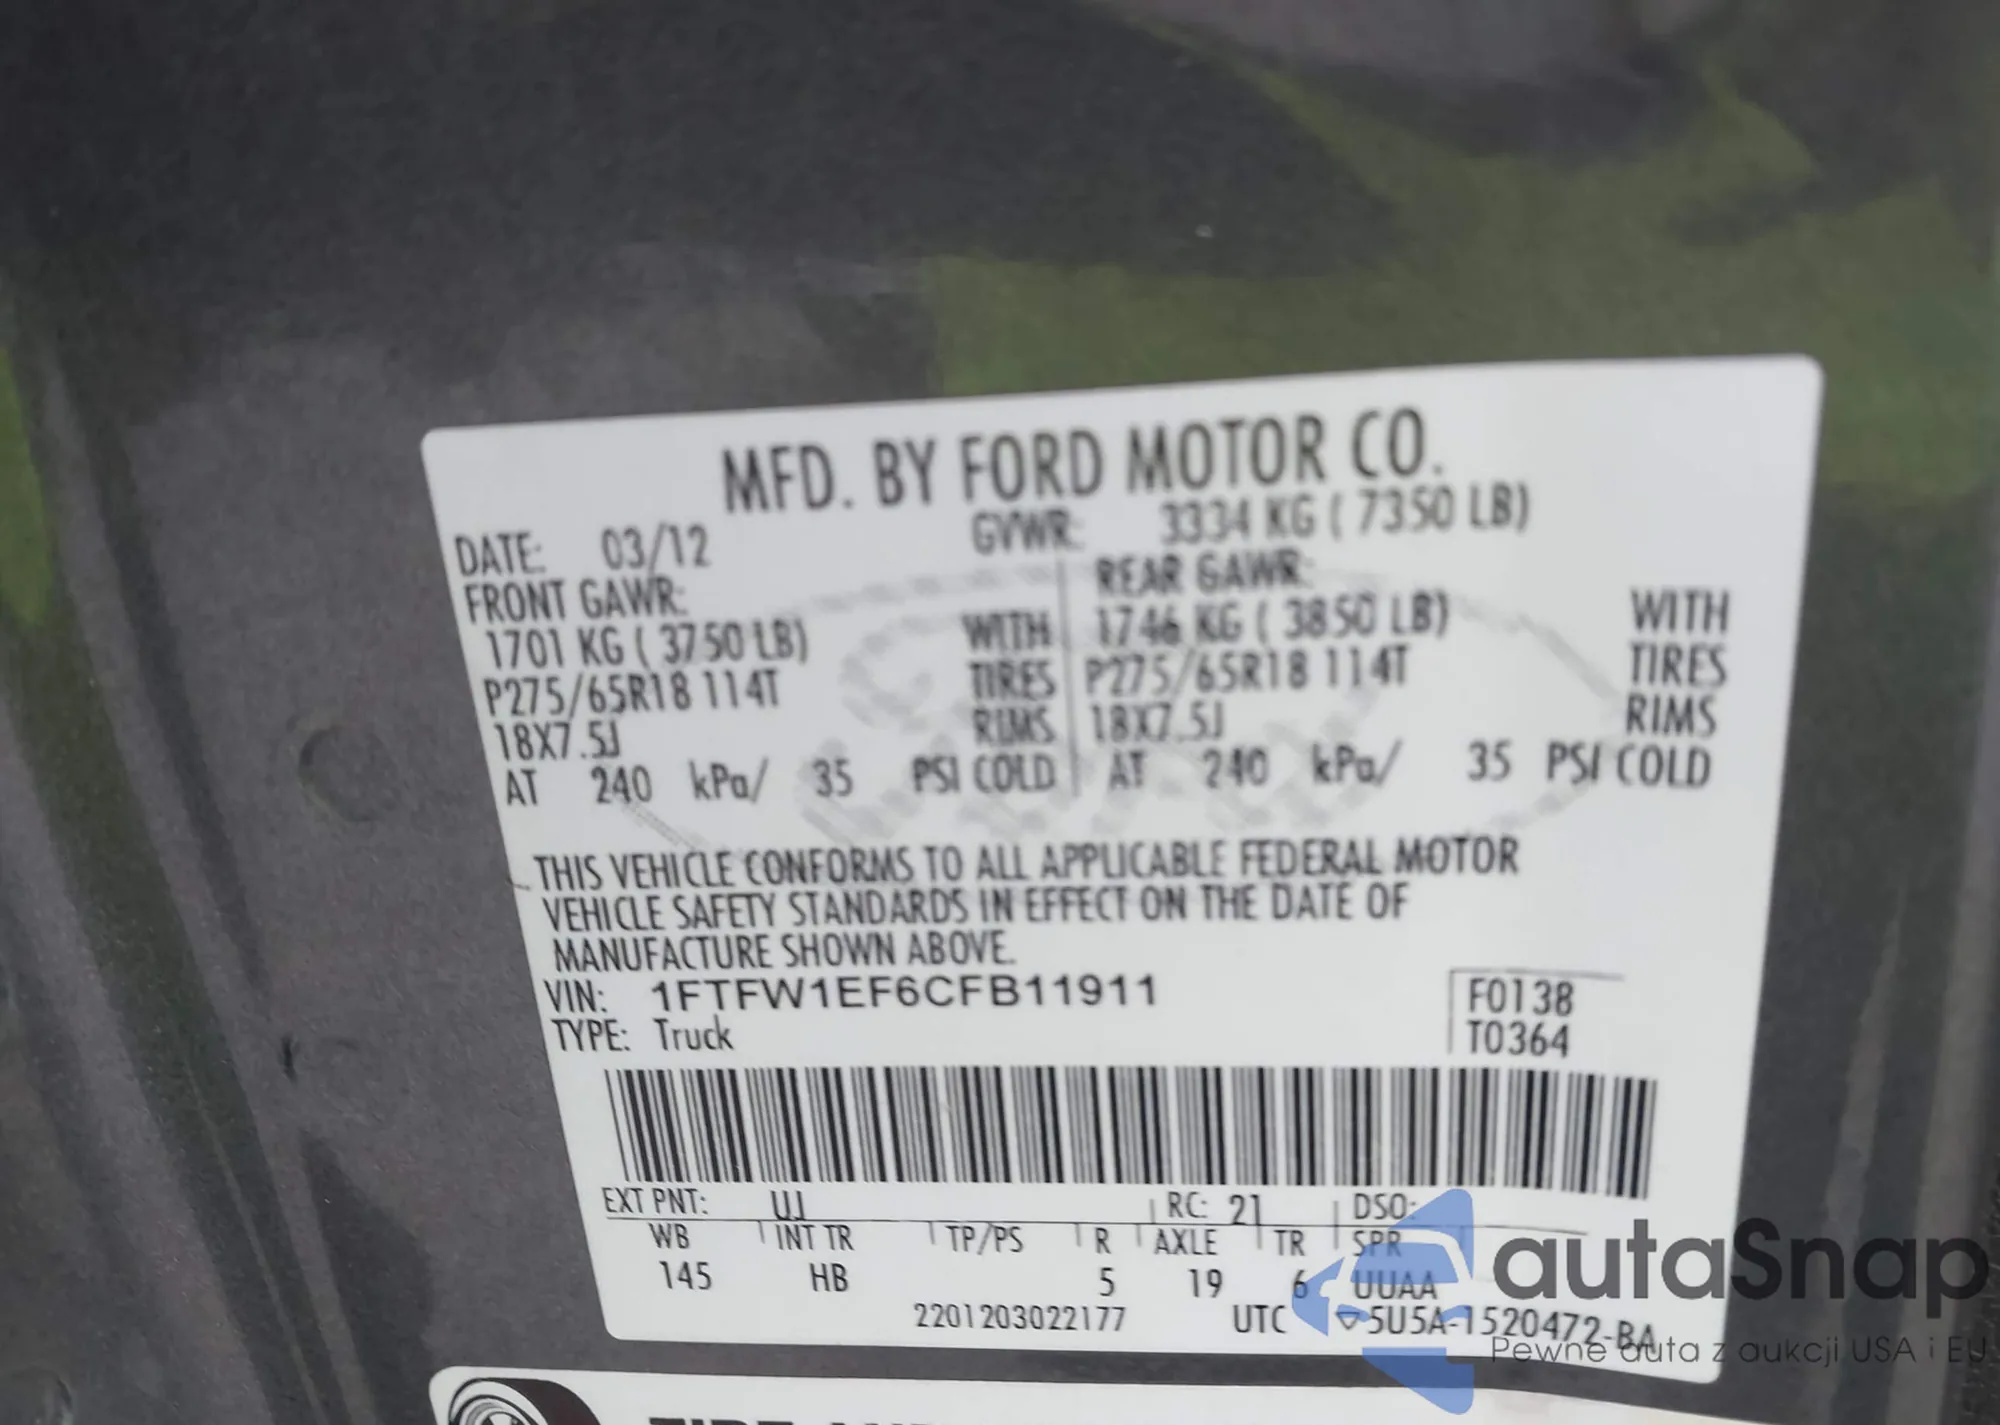 MFD. BY FORD MOTOR CO.
DATE: 03/12 GVWR: 3334 KG ( 7350 LB)
FRONT GAWR: REAR GAWR:
1701 KG ( 3750 LB) WITH 1746 KG ( 3850 LB) WITH
P275/65R18 114T TIRES P275/65R18 114T TIRES
18X7.5J RIMS 18X7.5J RIMS
AT 240 kPa/ 35 PSI COLD AT 240 kPa/ 35 PSI COLD
THIS VEHICLE CONFORMS TO ALL APPLICABLE FEDERAL MOTOR
VEHICLE SAFETY STANDARDS IN EFFECT ON THE DATE OF
MANUFACTURE SHOWN ABOVE.
VIN: 1FTFW1EF6CFB11911 F0138
TYPE: Truck T0364
EXT PNT: UJ RC: 21 DSO:
WB INT TR TP/PS R AXLE TR SPR
145 HB 5 19 6 UUAA
2201203022177 UTC ▽5U5A-1520472-BA
autoSnap
Pewne auta z aukcji USA i EU